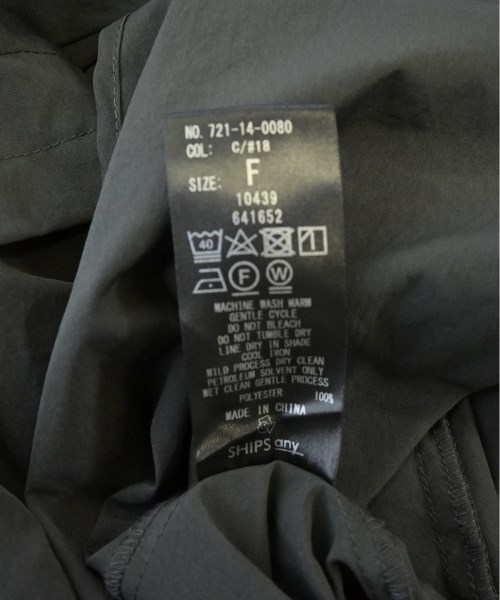 NO. 721-14-0080
COL: C/#18
SIZE: F
10439
641652
40
F W
MACHINE WASH WARM
GENTLE CYCLE
DO NOT BLEACH
DO NOT TUMBLE DRY
LINE DRY IN SHADE
COOL IRON
MILD PROCESS DRY CLEAN
PETROLEUM SOLVENT ONLY
WET CLEAN GENTLE PROCESS
POLYESTER 100%
MADE IN CHINA
SHIPS any